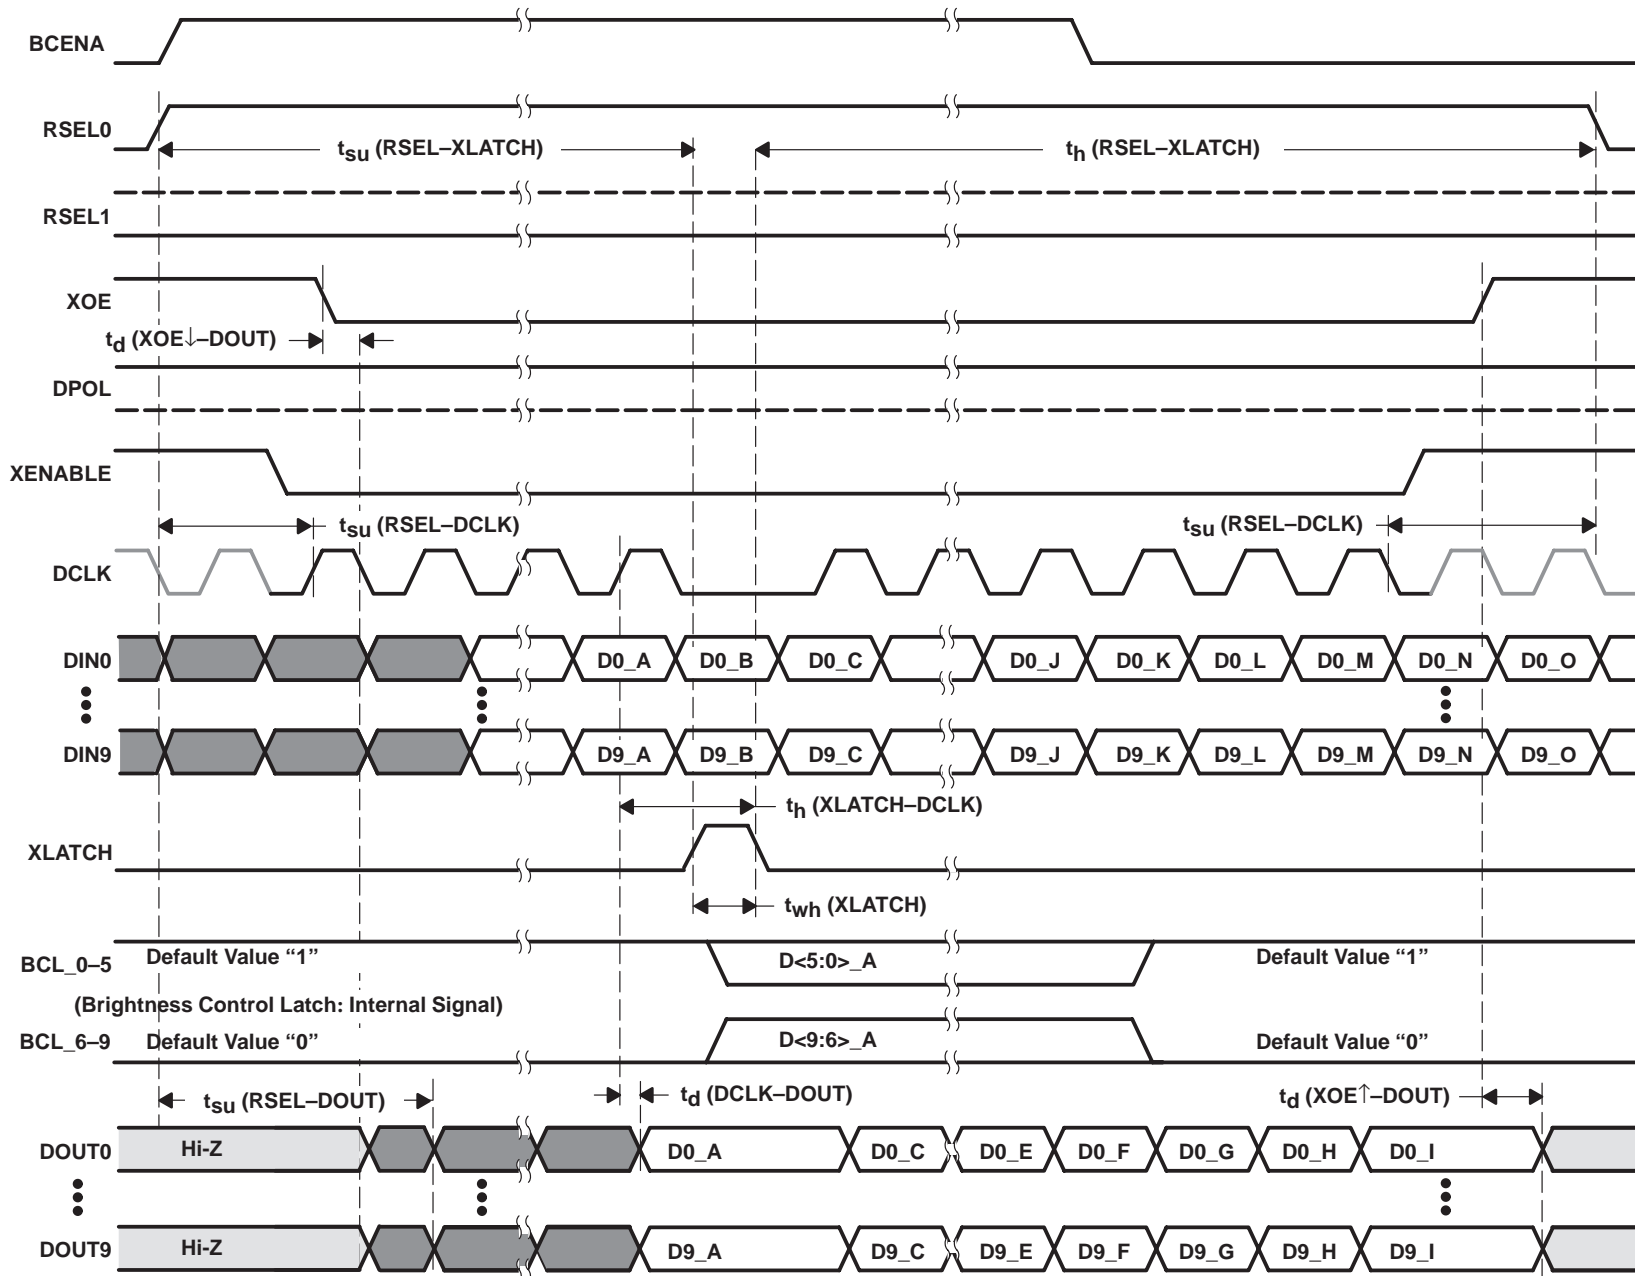 BCENA
RSEL0
tsu (RSEL–XLATCH)
th (RSEL–XLATCH)
RSEL1
XOE
td (XOE↓–DOUT)
DPOL
XENABLE
tsu (RSEL–DCLK)
tsu (RSEL–DCLK)
DCLK
DIN0 D0_A D0_B D0_C D0_J D0_K D0_L D0_M D0_N D0_O
DIN9 D9_A D9_B D9_C D9_J D9_K D9_L D9_M D9_N D9_O
th (XLATCH–DCLK)
XLATCH
twh (XLATCH)
BCL_0–5 Default Value “1” D<5:0>_A Default Value “1”
(Brightness Control Latch: Internal Signal)
BCL_6–9 Default Value “0” D<9:6>_A Default Value “0”
tsu (RSEL–DOUT) td (DCLK–DOUT) td (XOE↑–DOUT)
DOUT0 Hi-Z D0_A D0_C D0_E D0_F D0_G D0_H D0_I
DOUT9 Hi-Z D9_A D9_C D9_E D9_F D9_G D9_H D9_I